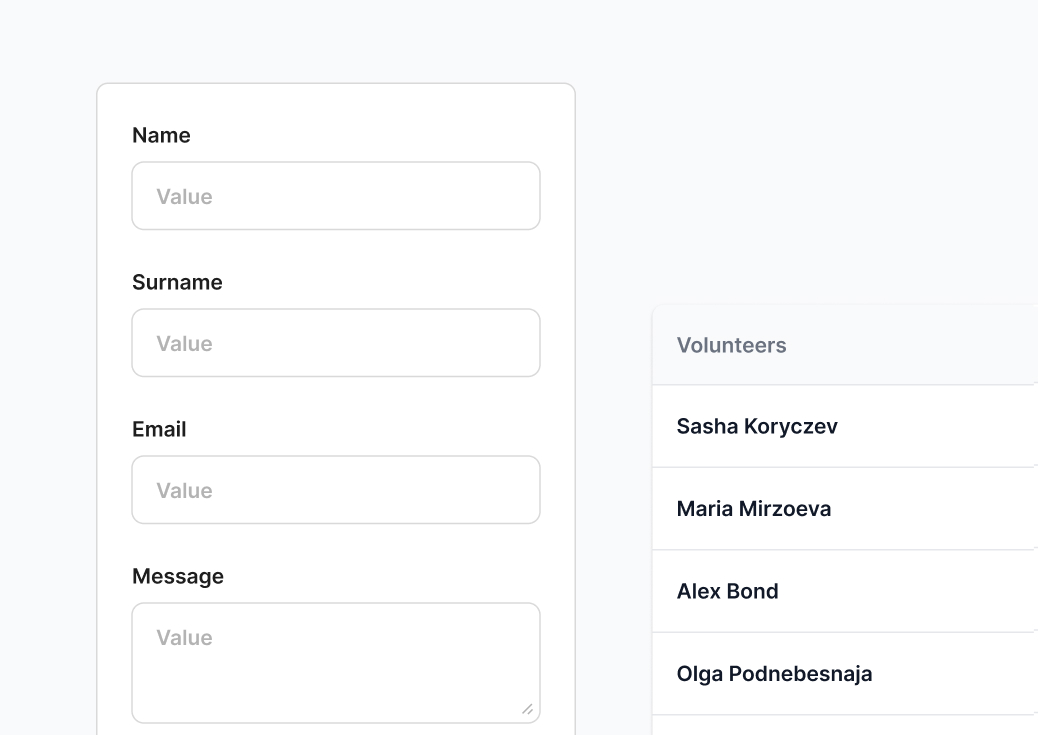 Name
Value
Surname
Value
Email
Value
Message
Value
Volunteers
Sasha Koryczev
Maria Mirzoeva
Alex Bond
Olga Podnebesnaja